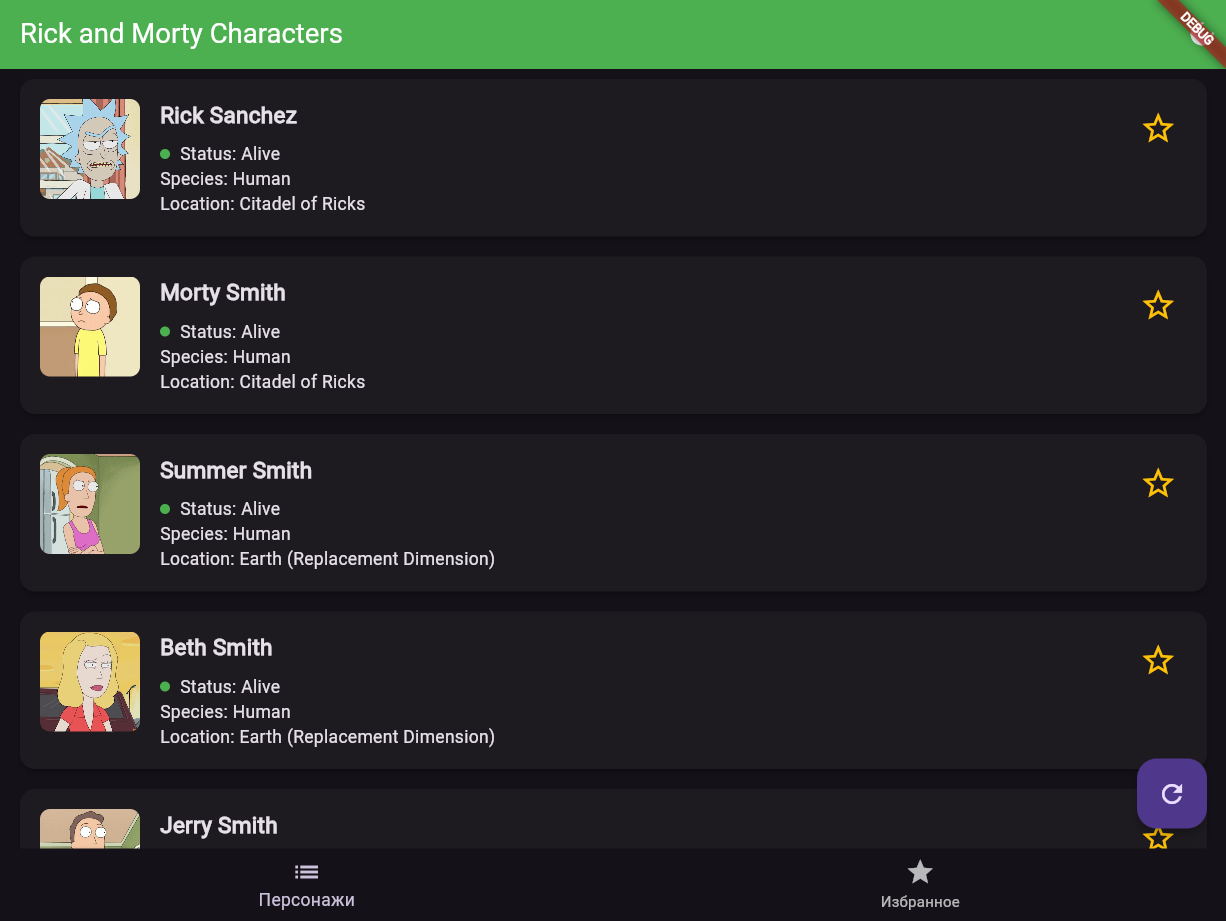 Rick and Morty Characters
DEBUG
Rick Sanchez
Status: Alive
Species: Human
Location: Citadel of Ricks
Morty Smith
Status: Alive
Species: Human
Location: Citadel of Ricks
Summer Smith
Status: Alive
Species: Human
Location: Earth (Replacement Dimension)
Beth Smith
Status: Alive
Species: Human
Location: Earth (Replacement Dimension)
Jerry Smith
Персонажи
Избранное